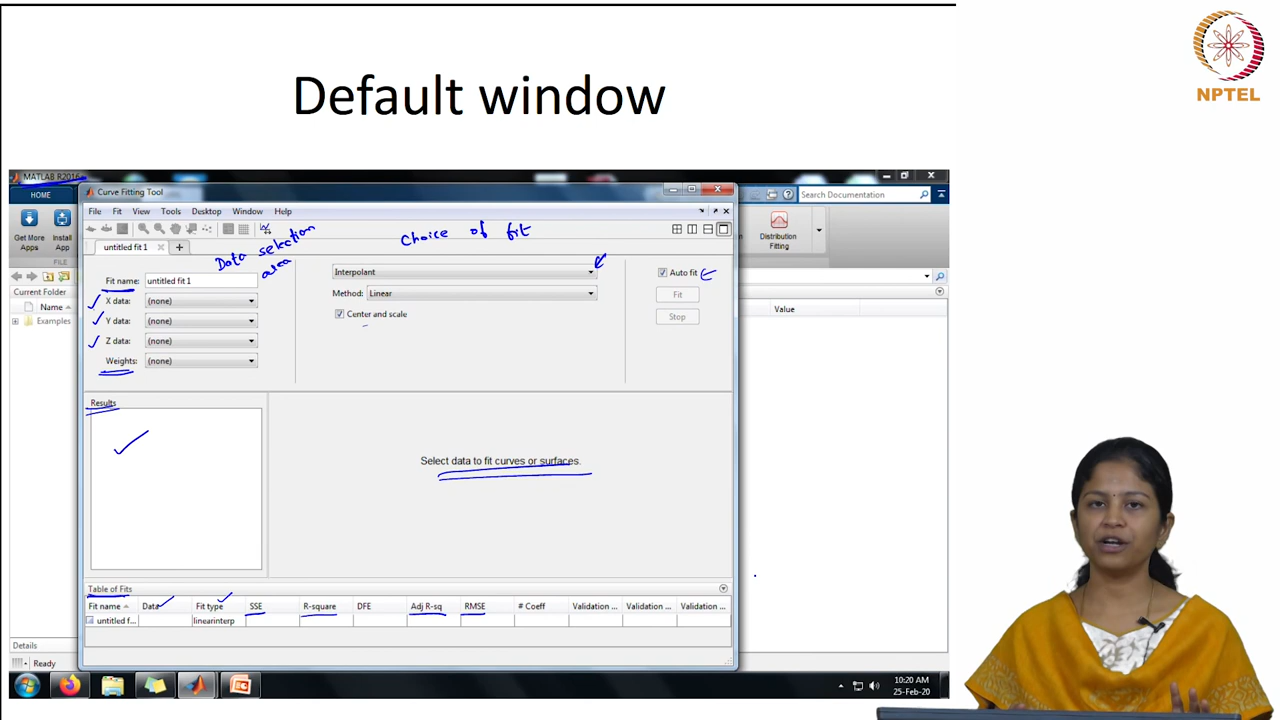 Default window
NPTEL
MATLAB R2016
HOME
Search Documentation
Curve Fitting Tool
File Fit View Tools Desktop Window Help
Get More Apps
Install App
FILE
Distribution Fitting
untitled fit 1
Data selection area
Choice of fit
Fit name: untitled fit 1
X data: (none)
Y data: (none)
Z data: (none)
Weights: (none)
Interpolant
Method: Linear
Center and scale
Auto fit
Fit
Stop
Current Folder
Name
Examples
Value
Results
Select data to fit curves or surfaces.
Table of Fits
Fit name Data Fit type SSE R-square DFE Adj R-sq RMSE # Coeff Validation ... Validation ... Validation ...
untitled f... linearinterp
Details
Ready
10:20 AM
25-Feb-20